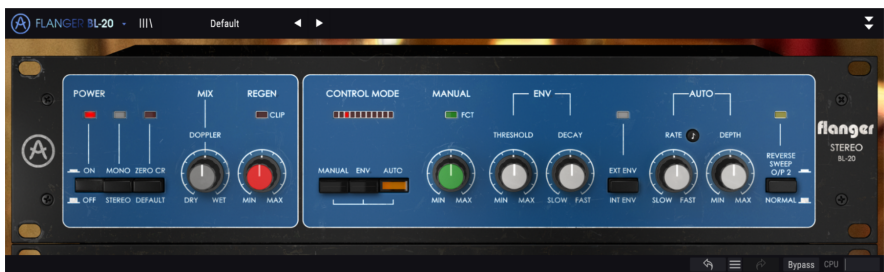 FLANGER BL-20
Default
POWER
MIX
REGEN
CONTROL MODE
MANUAL
ENV
AUTO
CLIP
FCT
DOPPLER
THRESHOLD
DECAY
RATE
DEPTH
flanger
STEREO
BL-20
ON
MONO
ZERO CR
MANUAL
ENV
AUTO
EXT ENV
REVERSE
SWEEP
O/P 2
OFF
STEREO
DEFAULT
DRY
WET
MIN
MAX
MIN
MAX
MIN
MAX
SLOW
FAST
INT ENV
SLOW
FAST
MIN
MAX
NORMAL
Bypass
CPU